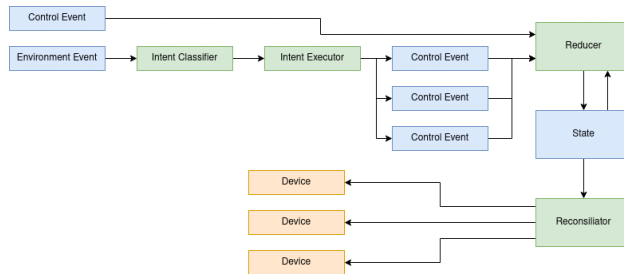 Control Event
Reducer
Environment Event
Intent Classifier
Intent Executor
Control Event
Control Event
Control Event
State
Device
Device
Device
Reconsiliator